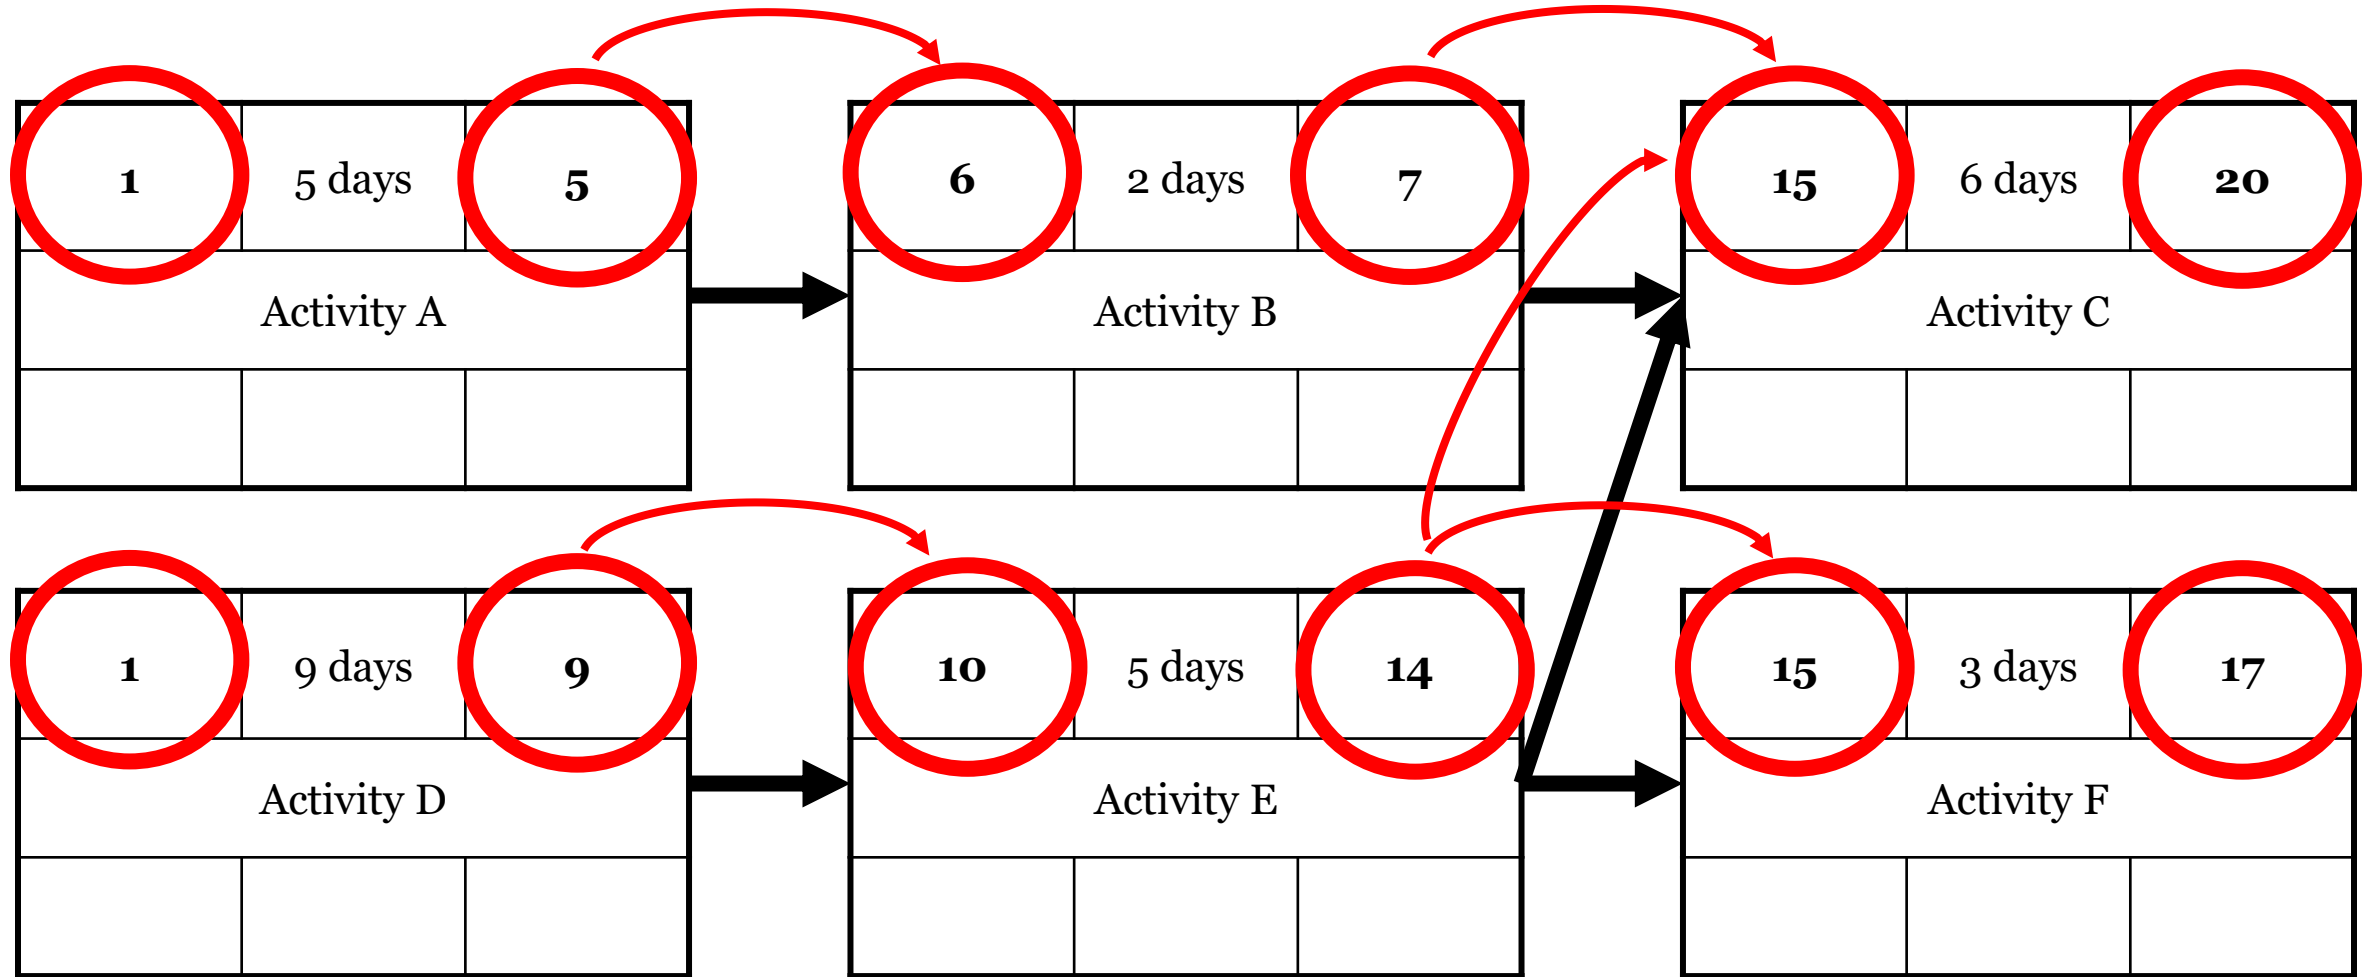 1 5 days 5 6 2 days 7 15 6 days 20
Activity A Activity B Activity C
1 9 days 9 10 5 days 14 15 3 days 17
Activity D Activity E Activity F